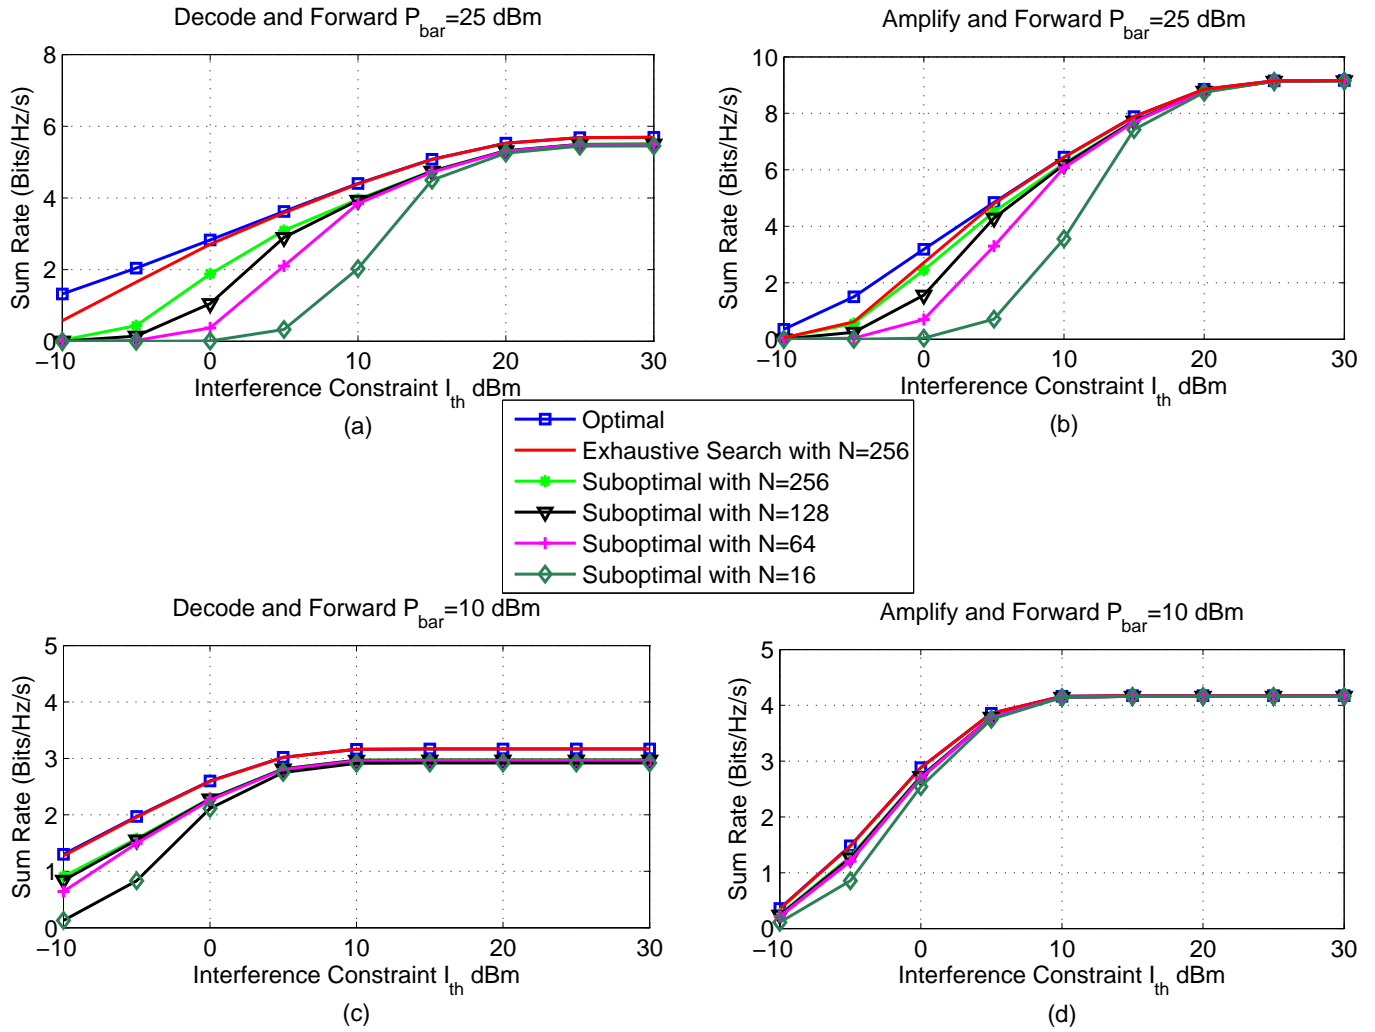 Decode and Forward P_bar=25 dBm
8
6
4
2
0
Sum Rate (Bits/Hz/s)
−10 0 10 20 30
Interference Constraint I_th dBm
(a)
Amplify and Forward P_bar=25 dBm
10
8
6
4
2
0
Sum Rate (Bits/Hz/s)
−10 0 10 20 30
Interference Constraint I_th dBm
(b)
Optimal
Exhaustive Search with N=256
Suboptimal with N=256
Suboptimal with N=128
Suboptimal with N=64
Suboptimal with N=16
Decode and Forward P_bar=10 dBm
5
4
3
2
1
0
Sum Rate (Bits/Hz/s)
−10 0 10 20 30
Interference Constraint I_th dBm
(c)
Amplify and Forward P_bar=10 dBm
5
4
3
2
1
0
Sum Rate (Bits/Hz/s)
−10 0 10 20 30
Interference Constraint I_th dBm
(d)